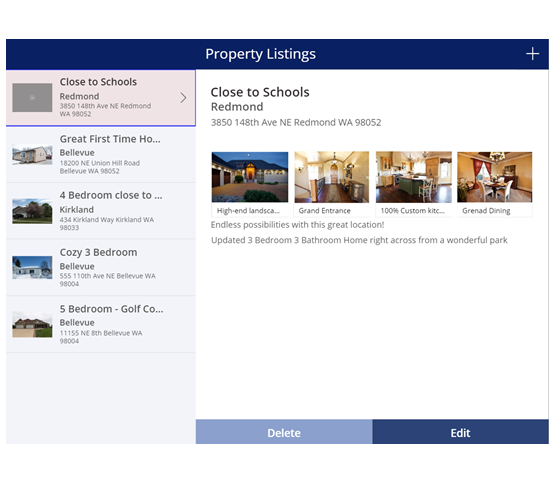 Property Listings
Close to Schools
Redmond
3850 148th Ave NE Redmond
WA 98052
Great First Time Ho...
Bellevue
18200 NE Union Hill Road
Bellevue WA 98052
4 Bedroom close to ...
Kirkland
434 Kirkland Way Kirkland WA
98033
Cozy 3 Bedroom
Bellevue
555 110th Ave NE Bellevue WA
98004
5 Bedroom - Golf Co...
Bellevue
11155 NE 8th Bellevue WA
98004
Close to Schools
Redmond
3850 148th Ave NE Redmond WA 98052
High-end landsca...
Grand Entrance
100% Custom kitc...
Grenad Dining
Endless possibilities with this great location!
Updated 3 Bedroom 3 Bathroom Home right across from a wonderful park
Delete
Edit